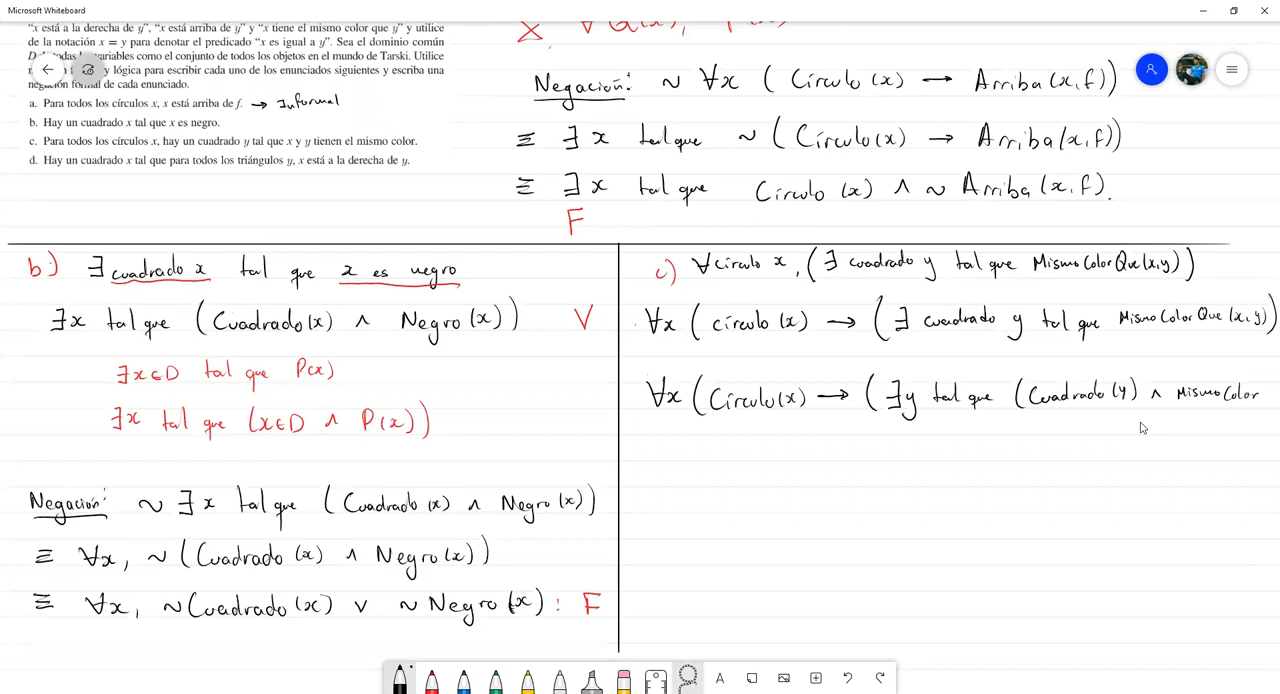 Microsoft Whiteboard
"x está a la derecha de y", "x está arriba de y" y "x tiene el mismo color que y" y utilice
de la notación x = y para denotar el predicado "x es igual a y". Sea el dominio común
todas variables como el conjunto de todos los objetos en el mundo de Tarski. Utilice
y lógica para escribir cada uno de los enunciados siguientes y escriba una
negación formal de cada enunciado.
a. Para todos los círculos x, x está arriba de f. → Informal
b. Hay un cuadrado x tal que x es negro.
c. Para todos los círculos x, hay un cuadrado y tal que x y y tienen el mismo color.
d. Hay un cuadrado x tal que para todos los triángulos y, x está a la derecha de y.
Negación: ~ ∀x (Círculo(x) → Arriba(x,f))
≡ ∃x tal que ~(Círculo(x) → Arriba(x,f))
≡ ∃x tal que Círculo(x) ∧ ~ Arriba(x,f).
F
b) ∃ cuadrado x tal que x es negro
∃x tal que (Cuadrado(x) ∧ Negro(x)) V
∃x∈D tal que P(x)
∃x tal que (x∈D ∧ P(x))
Negación: ~ ∃x tal que (Cuadrado(x) ∧ Negro(x))
≡ ∀x, ~(Cuadrado(x) ∧ Negro(x))
≡ ∀x, ~Cuadrado(x) ∨ ~Negro(x) : F
c) ∀círculo x, (∃ cuadrado y tal que MismoColorQue(x,y))
∀x (círculo(x) → (∃ cuadrado y tal que MismoColorQue(x,y))
∀x (Círculo(x) → (∃y tal que (Cuadrado(y) ∧ MismoColor